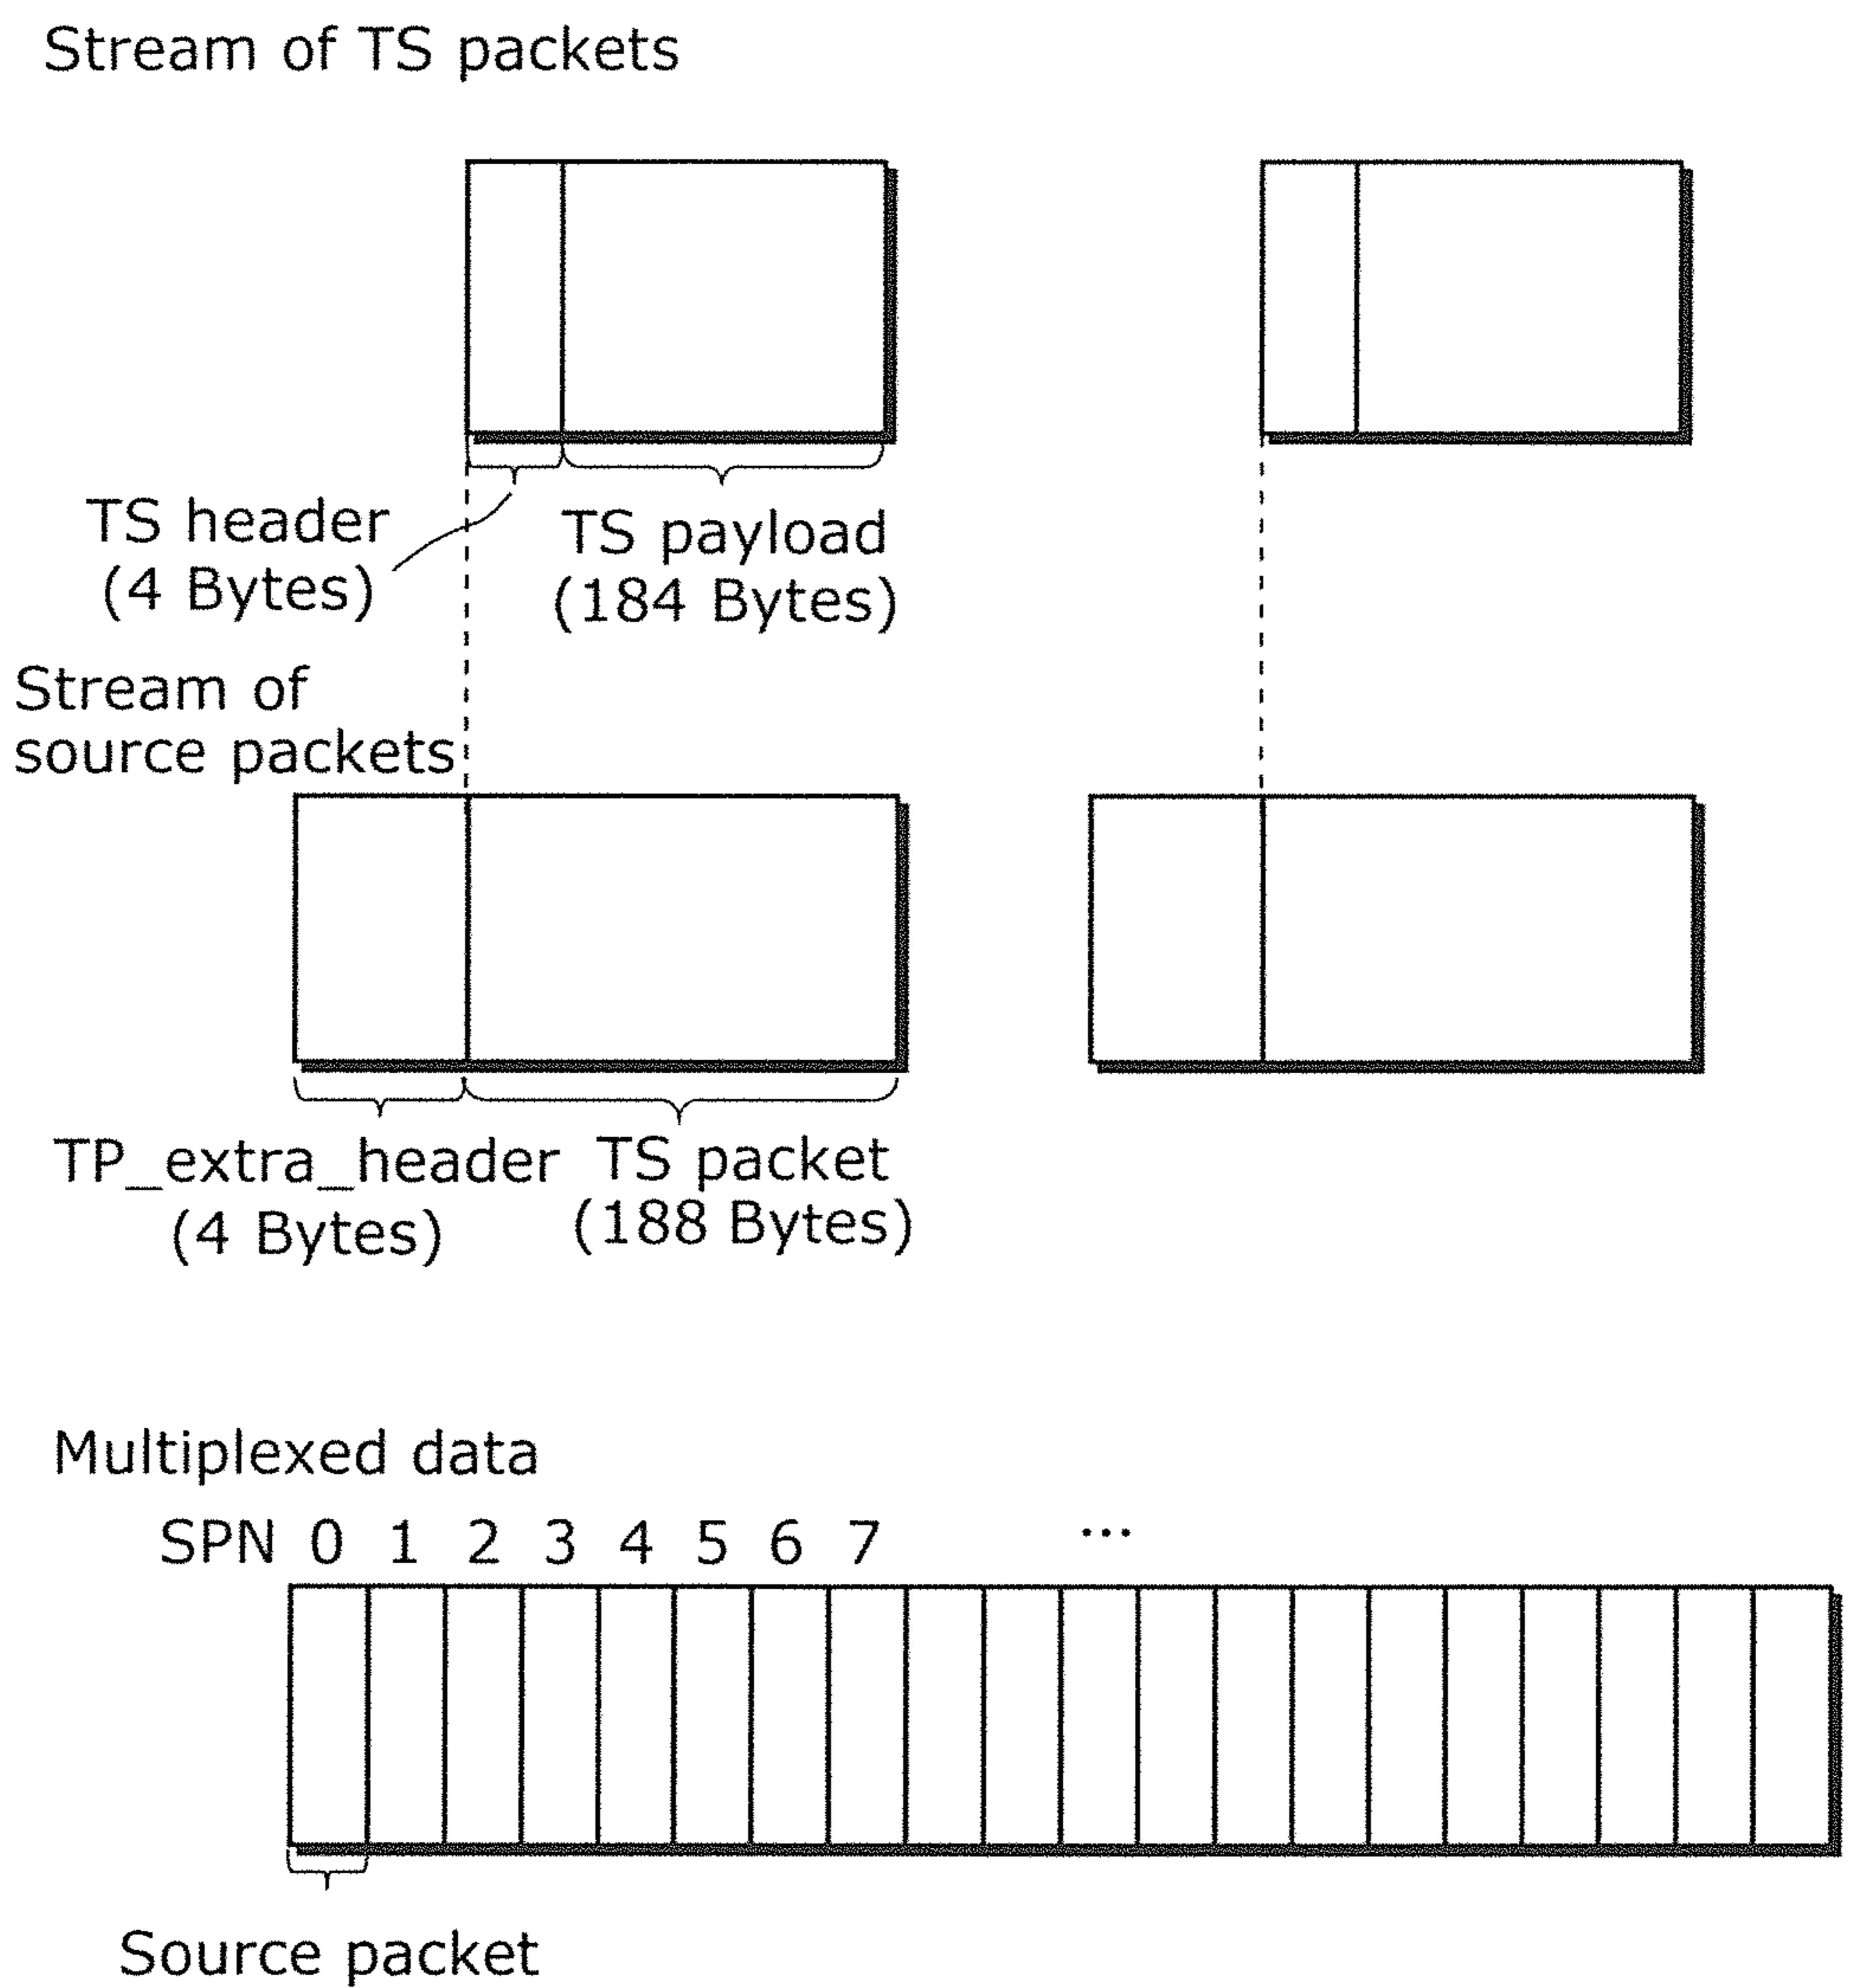 Stream of TS packets
TS header
(4 Bytes)
TS payload
(184 Bytes)
Stream of
source packets
TP_extra_header
(4 Bytes)
TS packet
(188 Bytes)
Multiplexed data
SPN 0 1 2 3 4 5 6 7 ...
Source packet